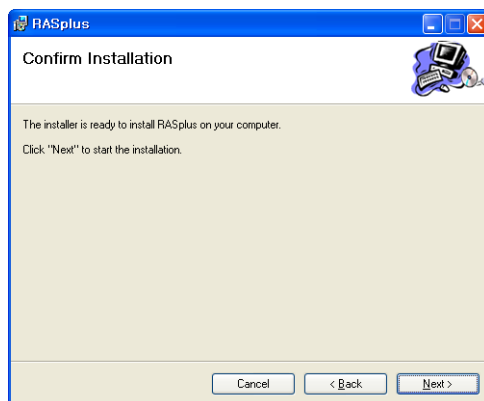 RASplus
Confirm Installation
The installer is ready to install RASplus on your computer.
Click "Next" to start the installation.
Cancel
< Back
Next >